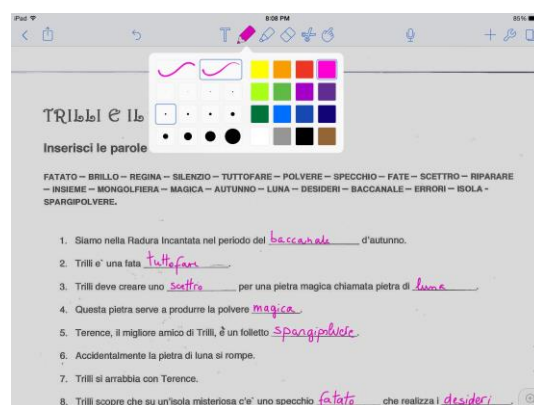 iPad
8:08 PM
85%
T
TRILLI E IL
Inserisci le parole
FATATO – BRILLO – REGINA – SILENZIO – TUTTOFARE – POLVERE – SPECCHIO – FATE – SCETTRO – RIPARARE
– INSIEME – MONGOLFIERA – MAGICA – AUTUNNO – LUNA – DESIDERI – BACCANALE – ERRORI – ISOLA -
SPARGIPOLVERE.
1. Siamo nella Radura Incantata nel periodo del baccanale d'autunno.
2. Trilli e' una fata tuttofare.
3. Trilli deve creare uno scettro per una pietra magica chiamata pietra di luna.
4. Questa pietra serve a produrre la polvere magica.
5. Terence, il migliore amico di Trilli, è un folletto spargipolvere.
6. Accidentalmente la pietra di luna si rompe.
7. Trilli si arrabbia con Terence.
8. Trilli scopre che su un'isola misteriosa c'e' uno specchio fatato che realizza i desideri.